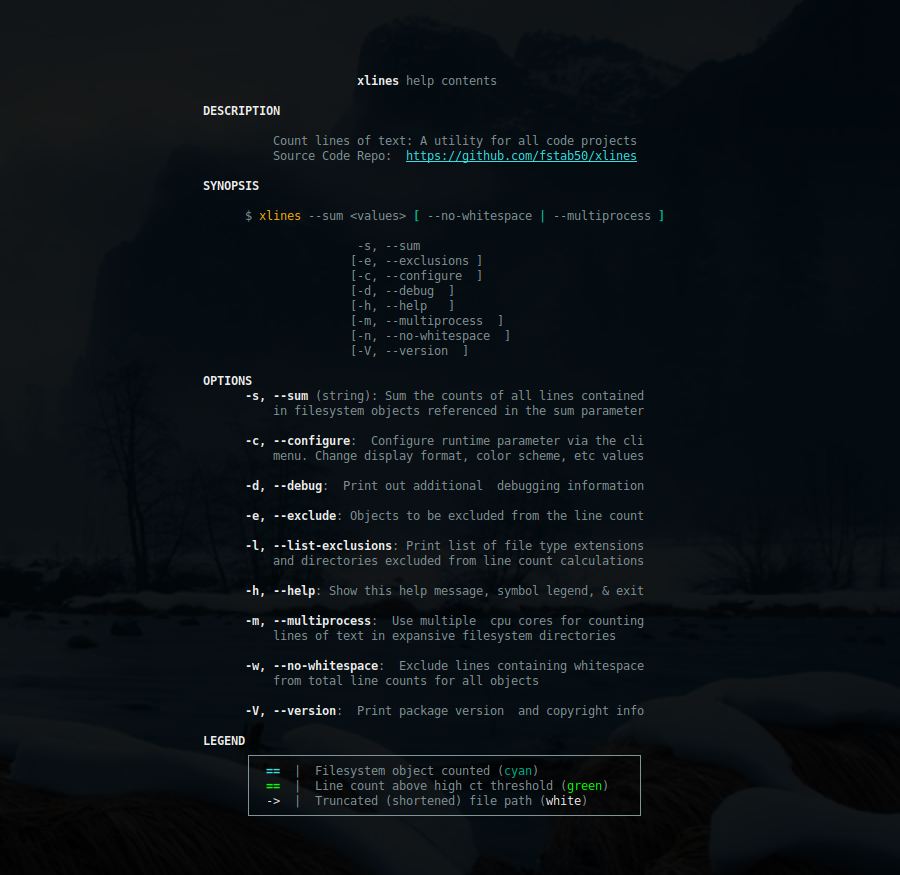 xlines help contents
DESCRIPTION
Count lines of text: A utility for all code projects
Source Code Repo:  https://github.com/fstab50/xlines
SYNOPSIS
$ xlines --sum <values> [ --no-whitespace | --multiprocess ]
-s, --sum
[-e, --exclusions ]
[-c, --configure  ]
[-d, --debug  ]
[-h, --help   ]
[-m, --multiprocess  ]
[-n, --no-whitespace  ]
[-V, --version  ]
OPTIONS
-s, --sum (string): Sum the counts of all lines contained
in filesystem objects referenced in the sum parameter
-c, --configure:  Configure runtime parameter via the cli
menu. Change display format, color scheme, etc values
-d, --debug:  Print out additional  debugging information
-e, --exclude: Objects to be excluded from the line count
-l, --list-exclusions: Print list of file type extensions
and directories excluded from line count calculations
-h, --help: Show this help message, symbol legend, & exit
-m, --multiprocess:  Use multiple  cpu cores for counting
lines of text in expansive filesystem directories
-w, --no-whitespace:  Exclude lines containing whitespace
from total line counts for all objects
-V, --version:  Print package version  and copyright info
LEGEND
==  |  Filesystem object counted (cyan)
==  |  Line count above high ct threshold (green)
->  |  Truncated (shortened) file path (white)